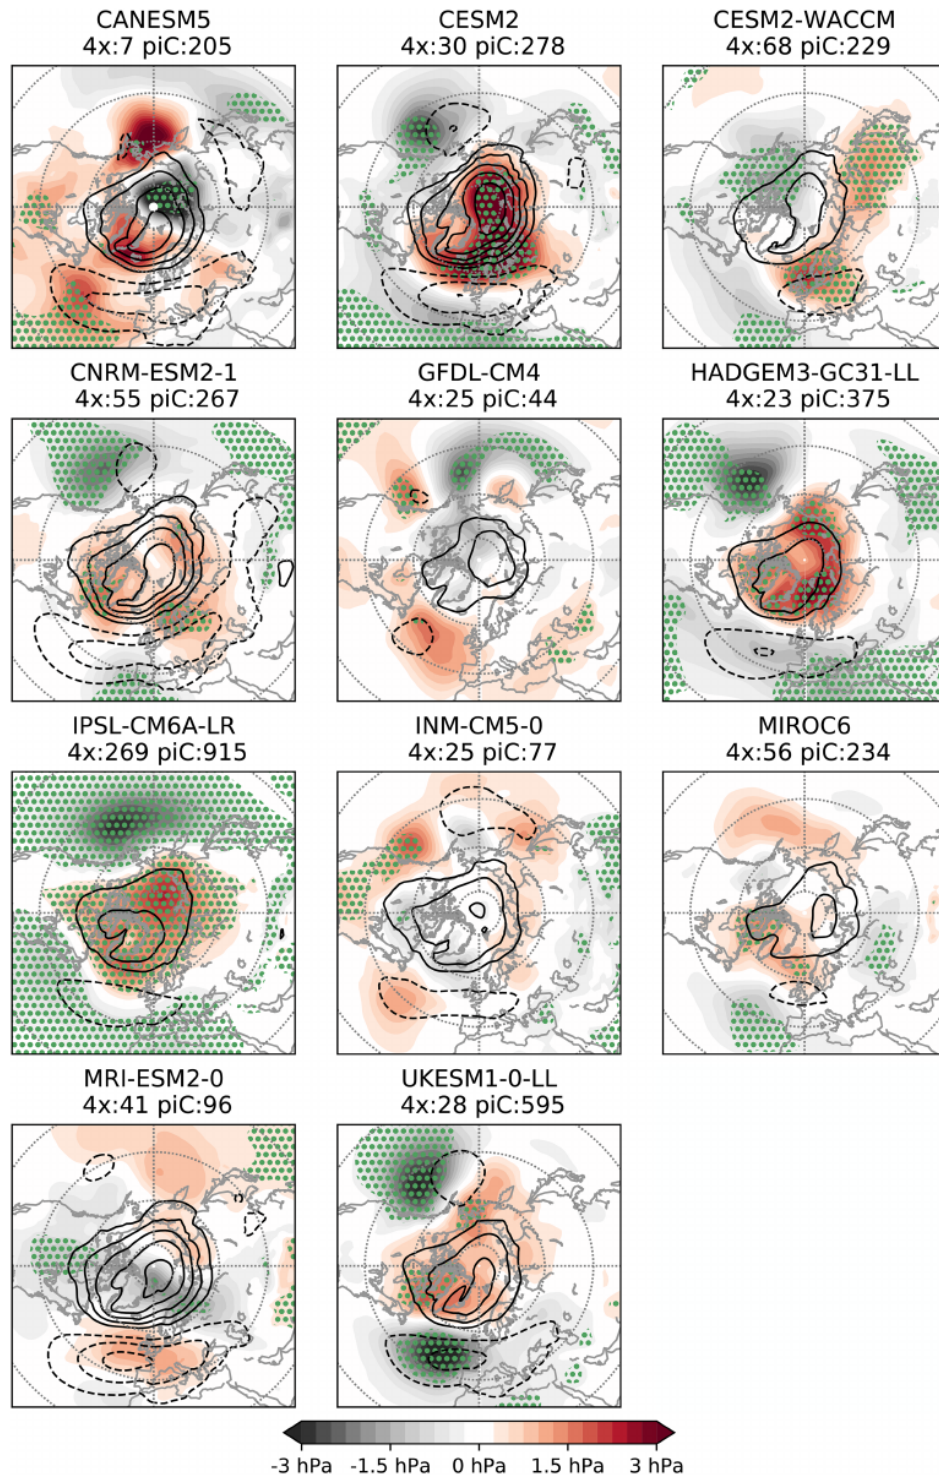 CANESM5 CESM2 CESM2-WACCM
4x:7 piC:205 4x:30 piC:278 4x:68 piC:229
CNRM-ESM2-1 GFDL-CM4 HADGEM3-GC31-LL
4x:55 piC:267 4x:25 piC:44 4x:23 piC:375
IPSL-CM6A-LR INM-CM5-0 MIROC6
4x:269 piC:915 4x:25 piC:77 4x:56 piC:234
MRI-ESM2-0 UKESM1-0-LL
4x:41 piC:96 4x:28 piC:595
-3 hPa -1.5 hPa 0 hPa 1.5 hPa 3 hPa